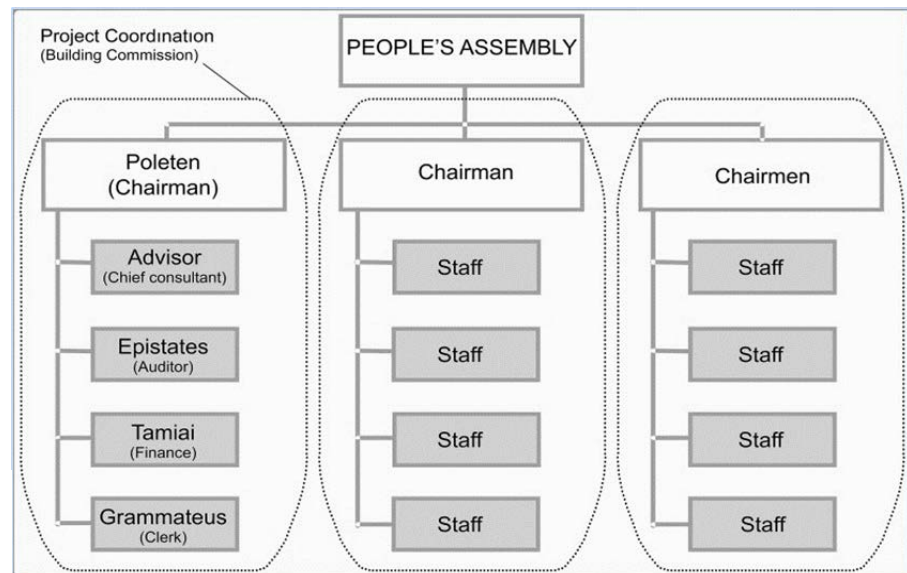 Project Coordination
(Building Commission)
PEOPLE'S ASSEMBLY
Poleten
(Chairman)
Advisor
(Chief consultant)
Epistates
(Auditor)
Tamiai
(Finance)
Grammateus
(Clerk)
Chairman
Staff
Staff
Staff
Staff
Chairmen
Staff
Staff
Staff
Staff